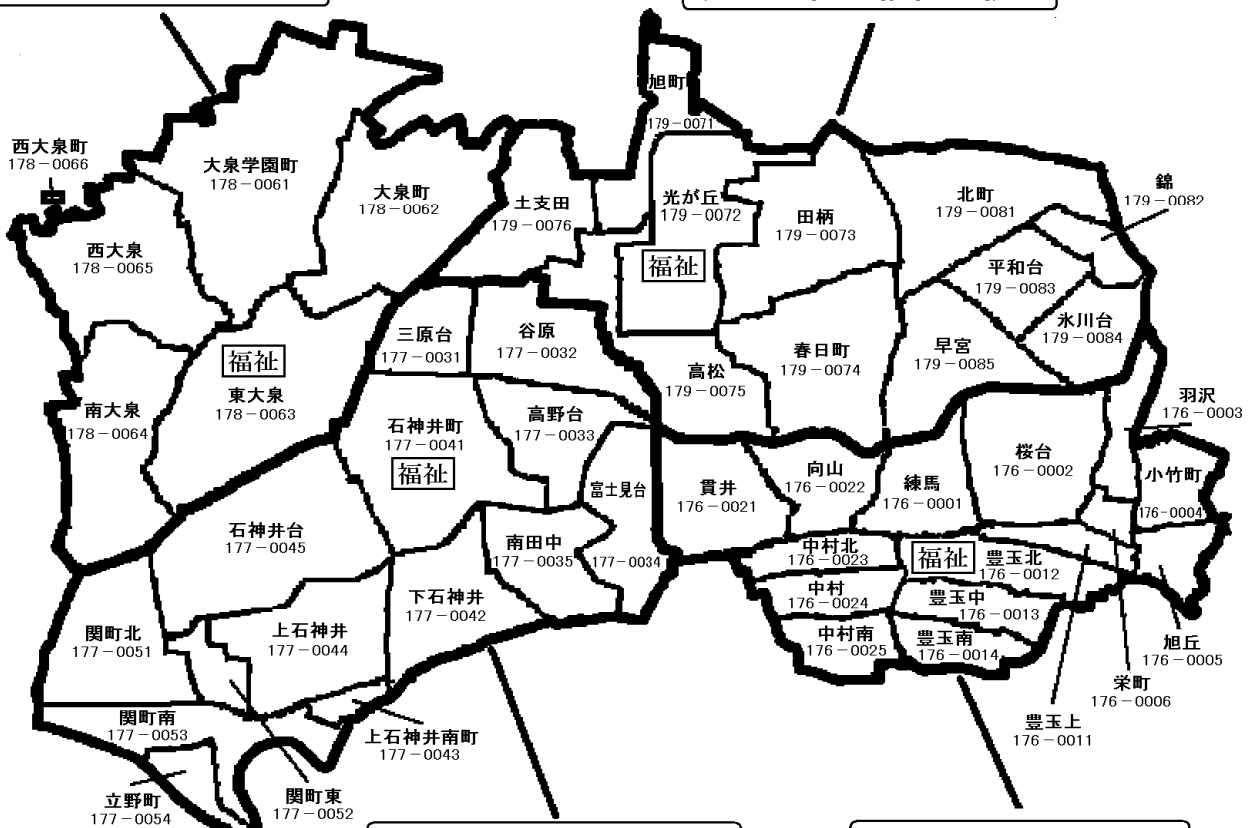 旭町
179-0071
西大泉町
178-0066
大泉学園町
178-0061
大泉町
178-0062
土支田
179-0076
光が丘
179-0072
福祉
田柄
179-0073
北町
179-0081
錦
179-0082
西大泉
178-0065
平和台
179-0083
氷川台
179-0084
三原台
177-0031
谷原
177-0032
福祉
東大泉
178-0063
春日町
179-0074
早宮
179-0085
高松
179-0075
南大泉
178-0064
石神井町
177-0041
福祉
高野台
177-0033
羽沢
176-0003
桜台
176-0002
小竹町
176-0004
富士見台
177-0034
貫井
176-0021
向山
176-0022
練馬
176-0001
石神井台
177-0045
南田中
177-0035
中村北
176-0023
福祉
豊玉北
176-0012
下石神井
177-0042
中村
176-0024
豊玉中
176-0013
関町北
177-0051
上石神井
177-0044
中村南
176-0025
豊玉南
176-0014
旭丘
176-0005
栄町
176-0006
関町南
177-0053
上石神井南町
177-0043
豊玉上
176-0011
立野町
177-0054
関町東
177-0052